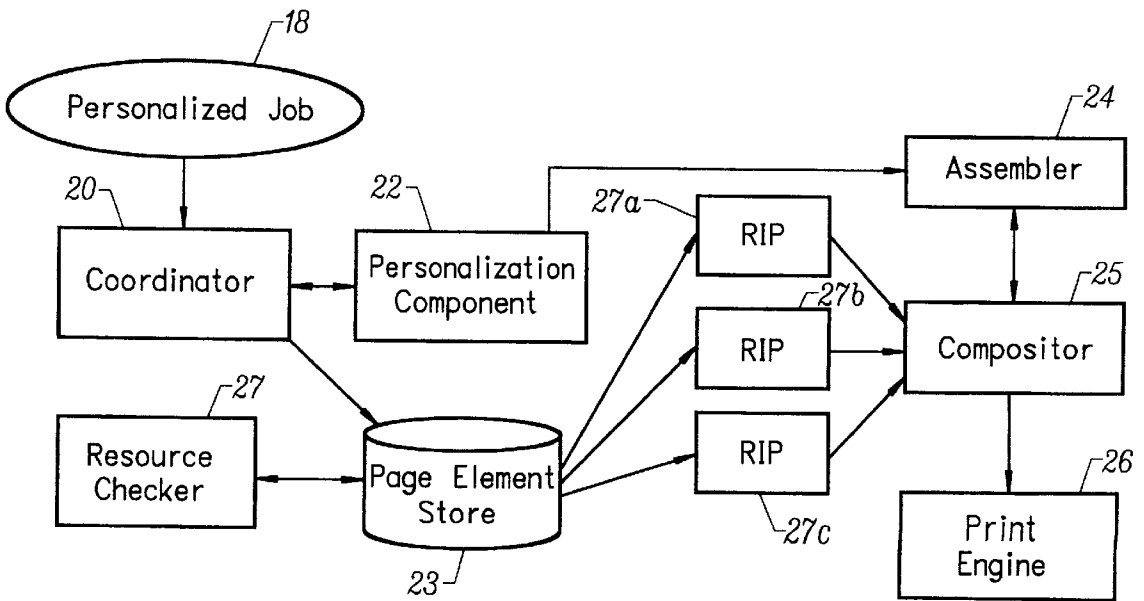 18
Personalized Job
20
Coordinator
22
Personalization
Component
24
Assembler
27a
RIP
27b
RIP
25
Compositor
27
Resource
Checker
Page Element
Store
23
RIP
27c
26
Print
Engine